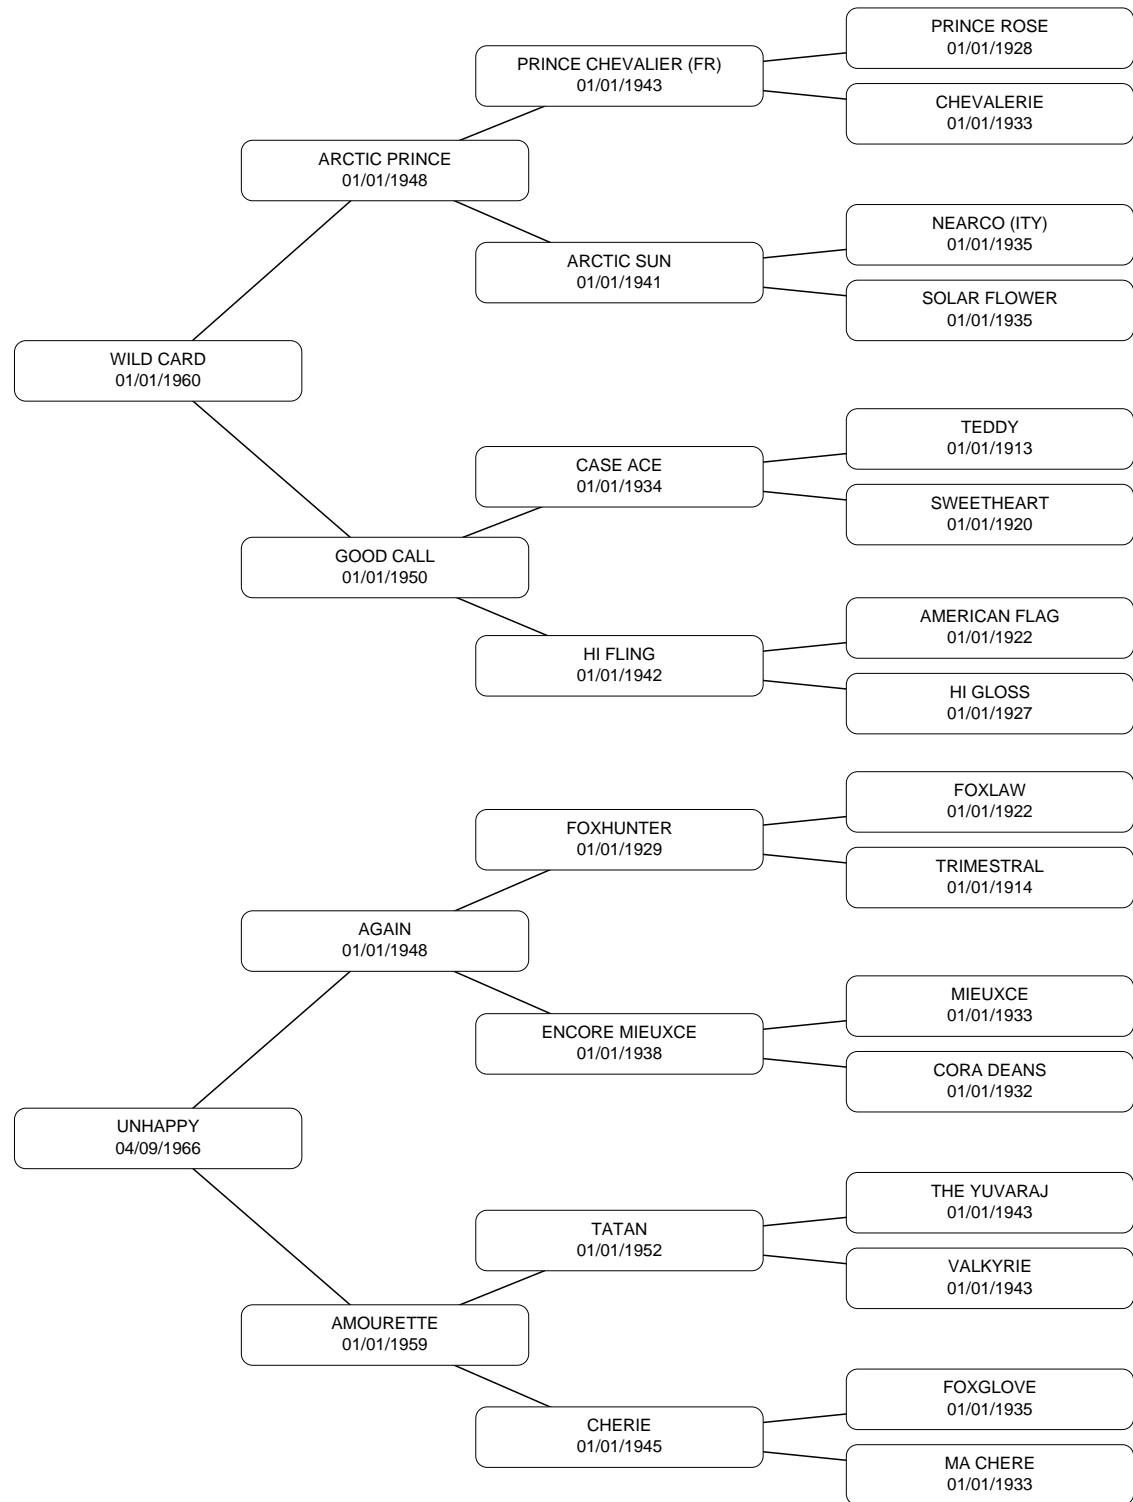 PRINCE ROSE
01/01/1928
PRINCE CHEVALIER (FR)
01/01/1943
CHEVALERIE
01/01/1933
ARCTIC PRINCE
01/01/1948
NEARCO (ITY)
01/01/1935
ARCTIC SUN
01/01/1941
SOLAR FLOWER
01/01/1935
WILD CARD
01/01/1960
TEDDY
01/01/1913
CASE ACE
01/01/1934
SWEETHEART
01/01/1920
GOOD CALL
01/01/1950
AMERICAN FLAG
01/01/1922
HI FLING
01/01/1942
HI GLOSS
01/01/1927
FOXLAW
01/01/1922
FOXHUNTER
01/01/1929
TRIMESTRAL
01/01/1914
AGAIN
01/01/1948
MIEUXCE
01/01/1933
ENCORE MIEUXCE
01/01/1938
CORA DEANS
01/01/1932
UNHAPPY
04/09/1966
THE YUVARAJ
01/01/1943
TATAN
01/01/1952
VALKYRIE
01/01/1943
AMOURETTE
01/01/1959
FOXGLOVE
01/01/1935
CHERIE
01/01/1945
MA CHERE
01/01/1933